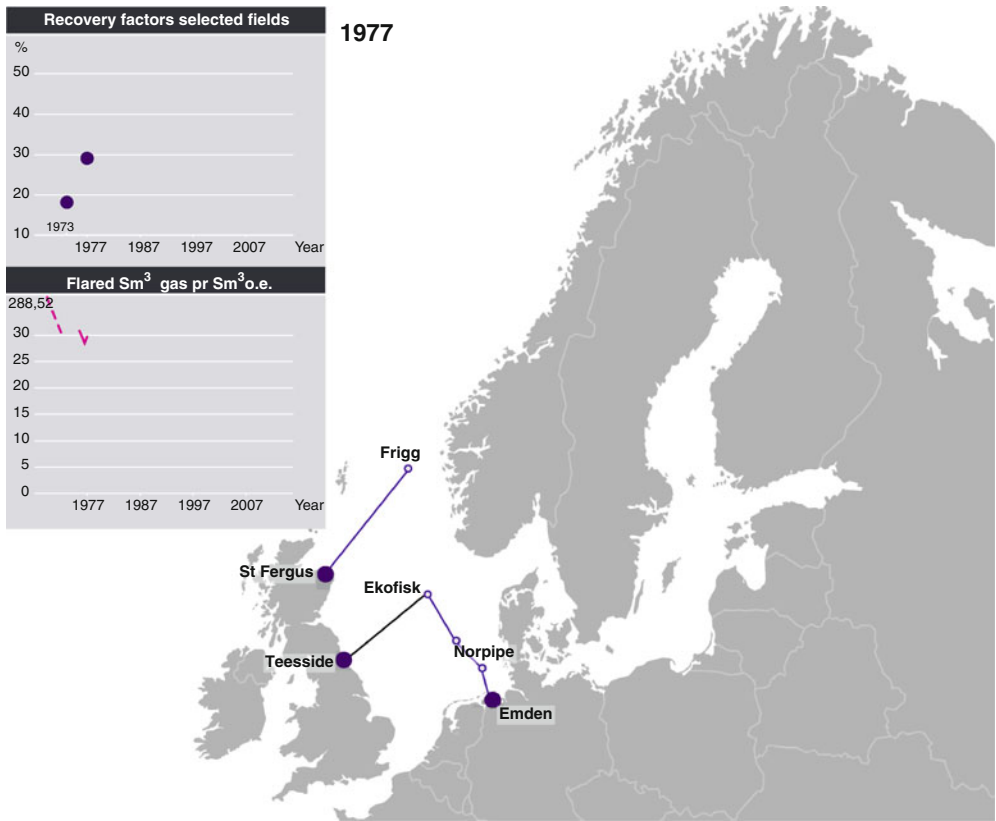 Recovery factors selected fields
1977
%
50
40
30
20
1973
10
1977 1987 1997 2007 Year
Flared Sm³ gas pr Sm³o.e.
288,52
30
25
20
15
10
5
0
1977 1987 1997 2007 Year
Frigg
St Fergus
Ekofisk
Norpipe
Teesside
Emden